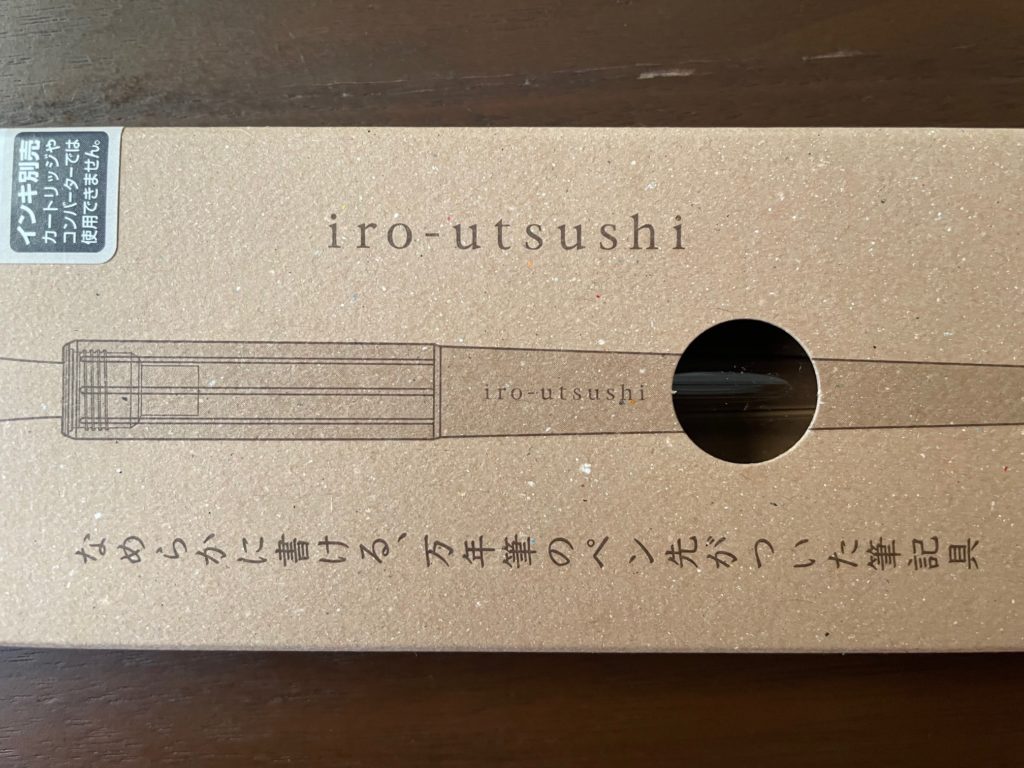 インキ別売
カートリッジや
コンバーターでは
使用できません。
iro-utsushi
iro-utsushi
なめらかに書ける、万年筆のペン先がついた筆記具